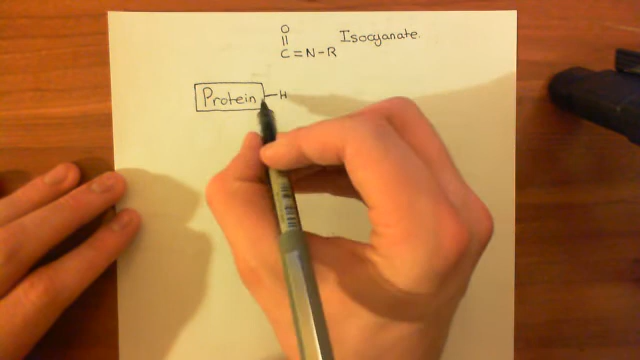 O
||
C=N-R Isocyanate.
Protein -H